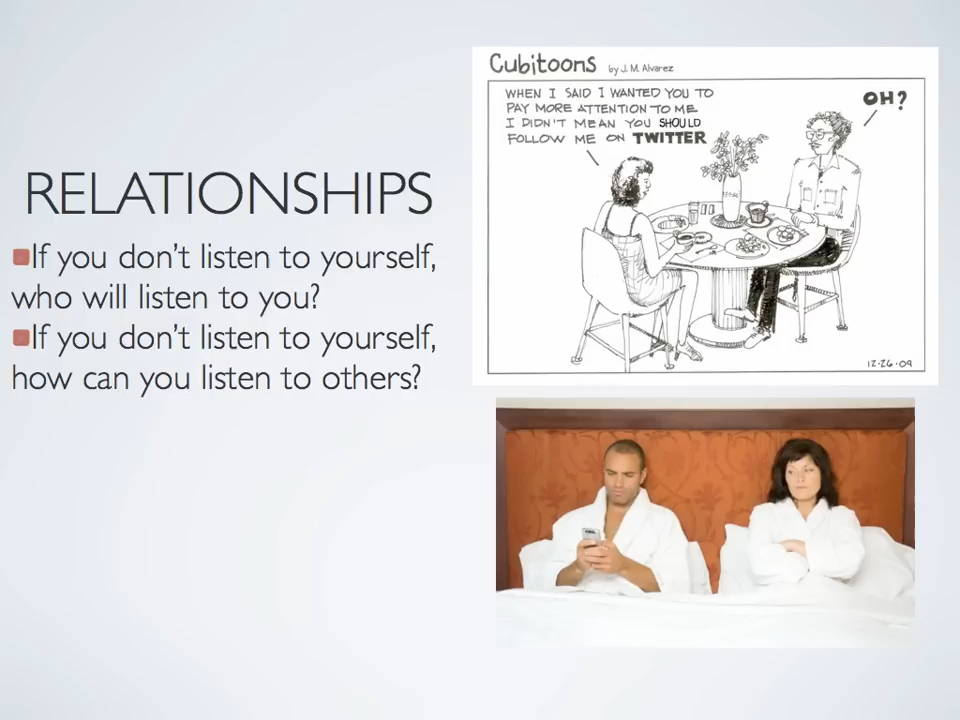 RELATIONSHIPS
If you don't listen to yourself,
who will listen to you?
If you don't listen to yourself,
how can you listen to others?
Cubitoons by J. M. Alvarez
WHEN I SAID I WANTED YOU TO
PAY MORE ATTENTION TO ME
I DIDN'T MEAN YOU SHOULD
FOLLOW ME ON TWITTER
OH?
12·26·09